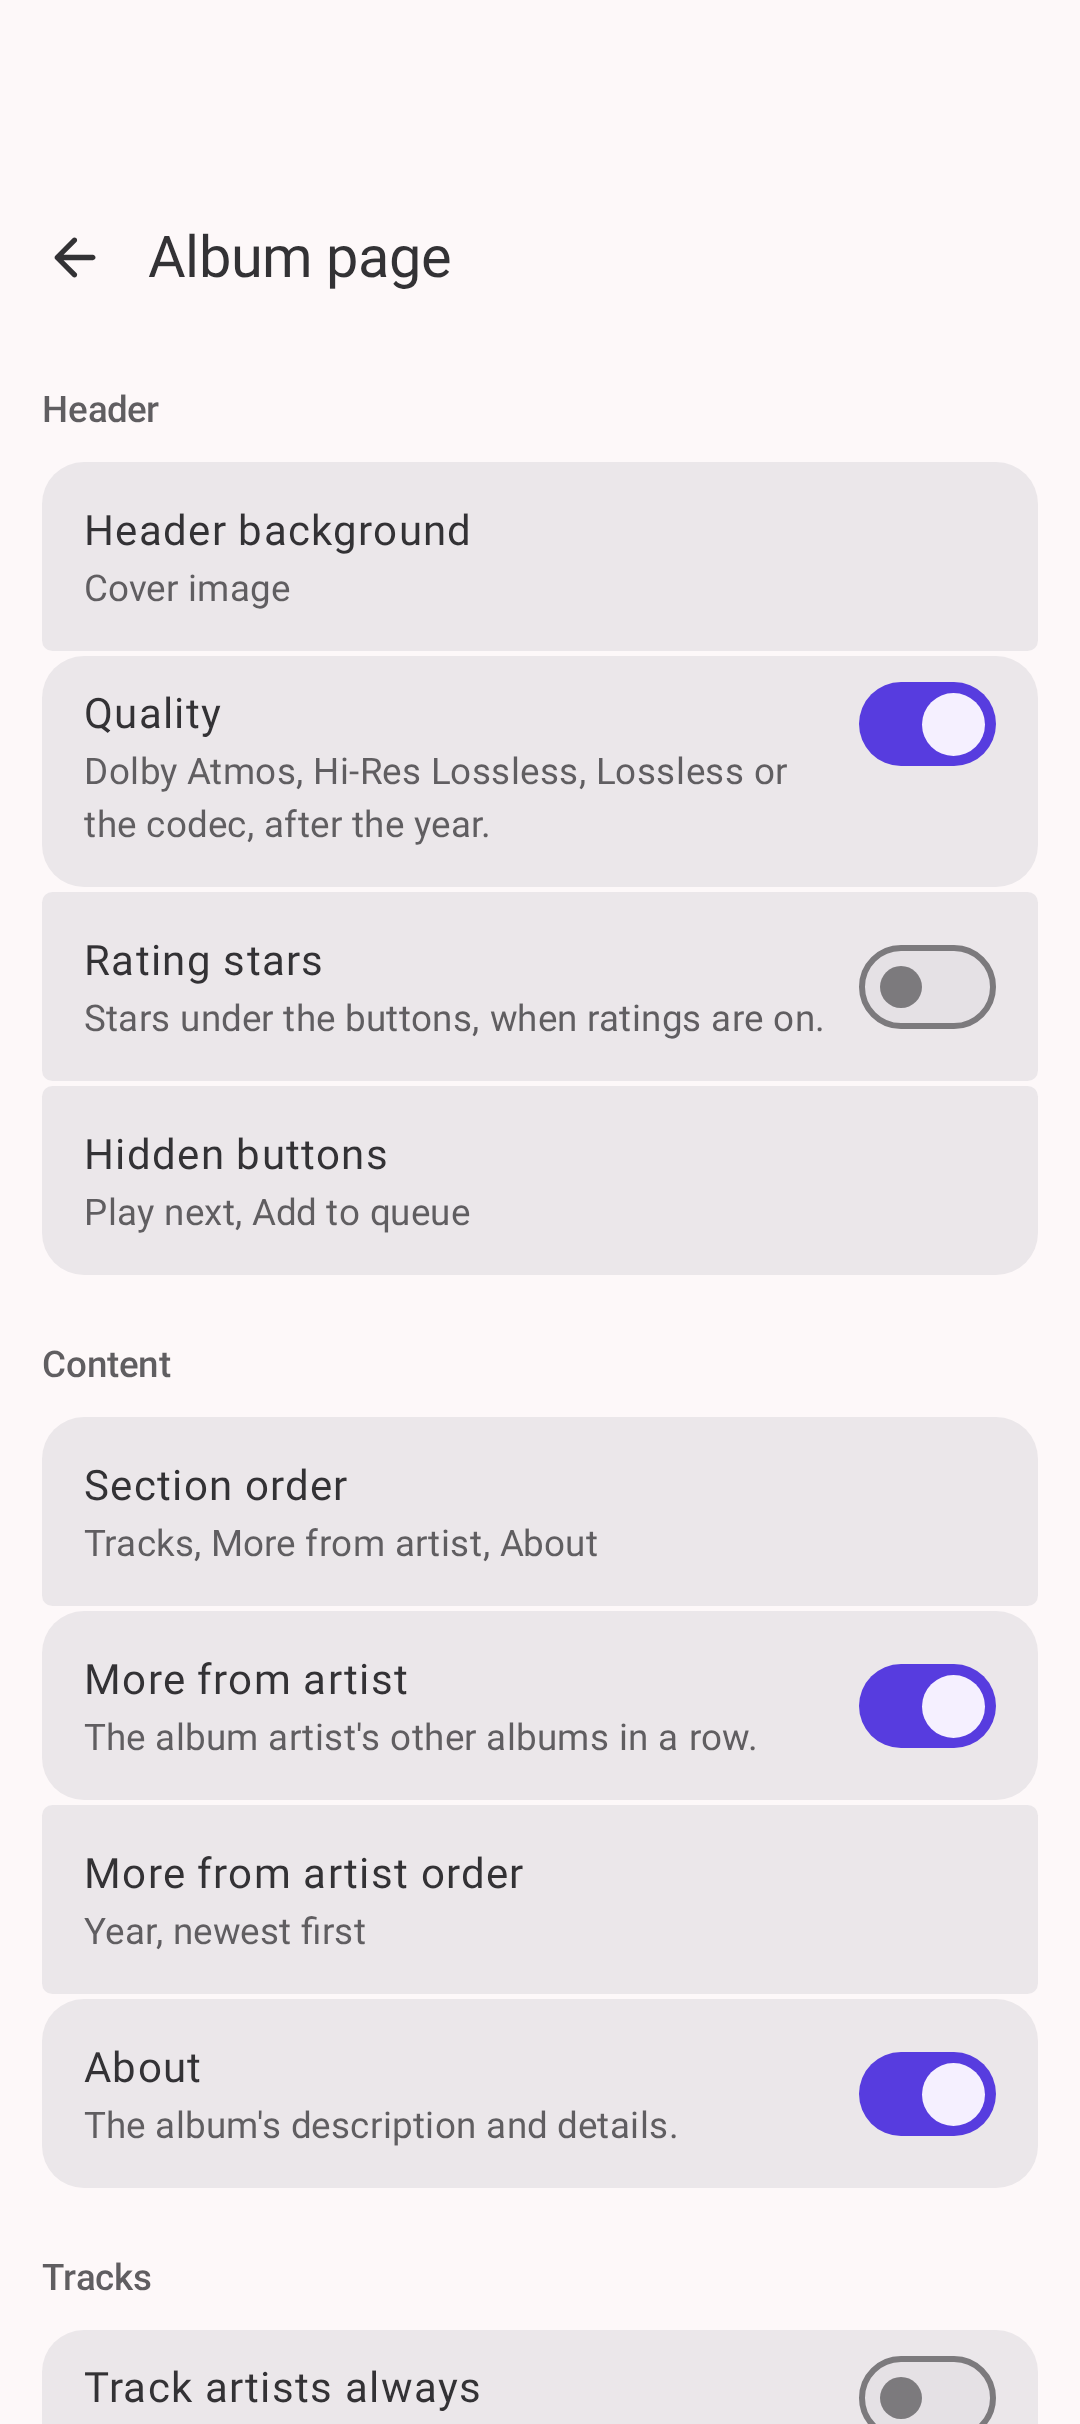 Album page
Header
Header background
Cover image
Quality
Dolby Atmos, Hi-Res Lossless, Lossless or
the codec, after the year.
Rating stars
Stars under the buttons, when ratings are on.
Hidden buttons
Play next, Add to queue
Content
Section order
Tracks, More from artist, About
More from artist
The album artist's other albums in a row.
More from artist order
Year, newest first
About
The album's description and details.
Tracks
Track artists always